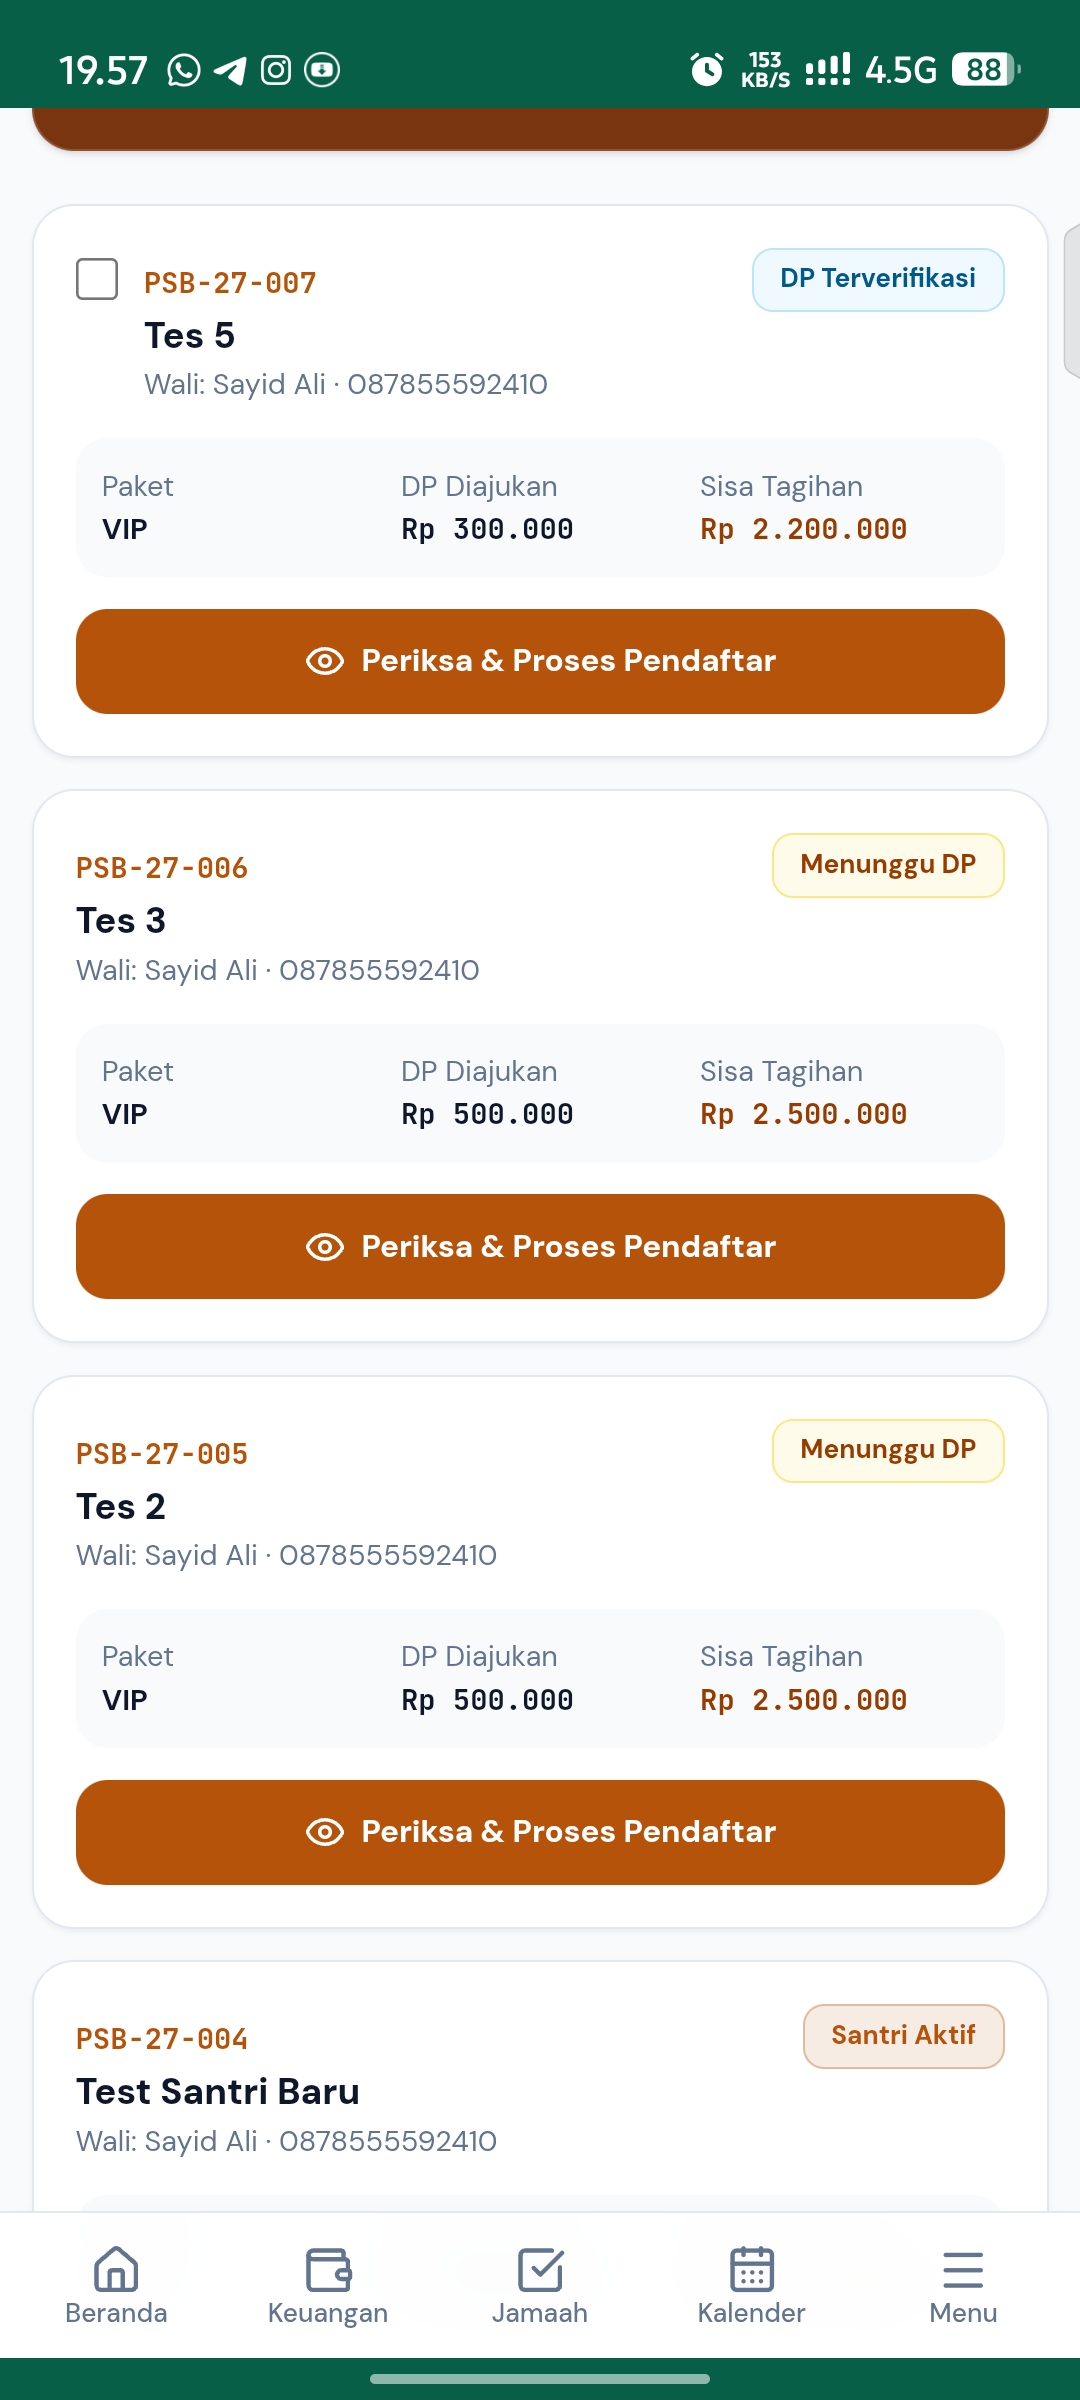 19.57
153
KB/S
4.5G
88
PSB-27-007
DP Terverifikasi
Tes 5
Wali: Sayid Ali · 087855592410
Paket
DP Diajukan
Sisa Tagihan
VIP
Rp 300.000
Rp 2.200.000
Periksa & Proses Pendaftar
PSB-27-006
Menunggu DP
Tes 3
Wali: Sayid Ali · 087855592410
Paket
DP Diajukan
Sisa Tagihan
VIP
Rp 500.000
Rp 2.500.000
Periksa & Proses Pendaftar
PSB-27-005
Menunggu DP
Tes 2
Wali: Sayid Ali · 0878555592410
Paket
DP Diajukan
Sisa Tagihan
VIP
Rp 500.000
Rp 2.500.000
Periksa & Proses Pendaftar
PSB-27-004
Santri Aktif
Test Santri Baru
Wali: Sayid Ali · 0878555592410
Beranda
Keuangan
Jamaah
Kalender
Menu